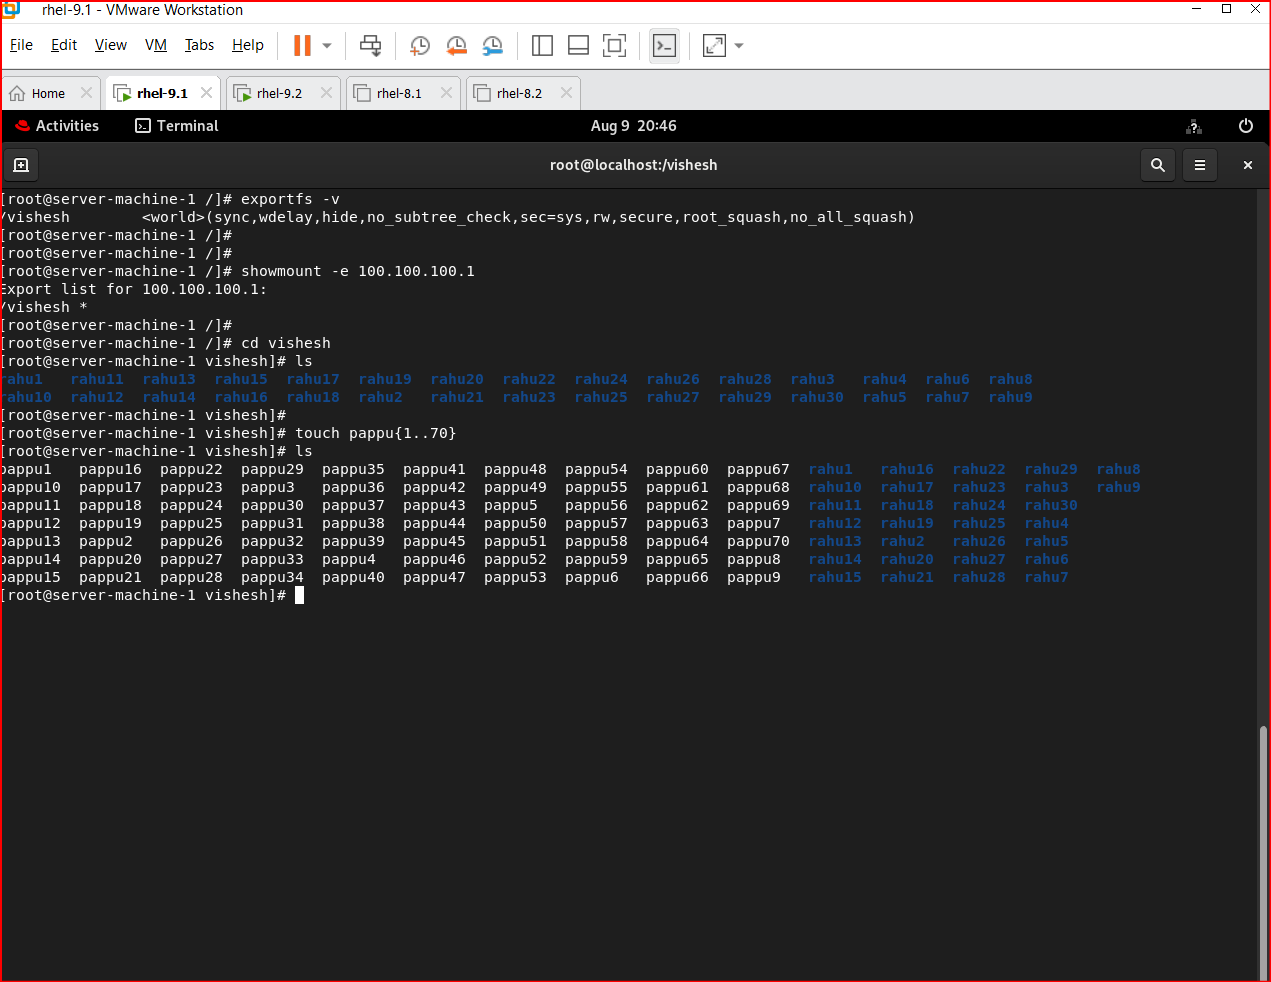 rhel-9.1 - VMware Workstation
File Edit View VM Tabs Help
Home rhel-9.1 rhel-9.2 rhel-8.1 rhel-8.2
Activities Terminal Aug 9 20:46
root@localhost:/vishesh
[root@server-machine-1 /]# exportfs -v
/vishesh <world>(sync,wdelay,hide,no_subtree_check,sec=sys,rw,secure,root_squash,no_all_squash)
[root@server-machine-1 /]#
[root@server-machine-1 /]#
[root@server-machine-1 /]# showmount -e 100.100.100.1
Export list for 100.100.100.1:
/vishesh *
[root@server-machine-1 /]#
[root@server-machine-1 /]# cd vishesh
[root@server-machine-1 vishesh]# ls
rahu1 rahu11 rahu13 rahu15 rahu17 rahu19 rahu20 rahu22 rahu24 rahu26 rahu28 rahu3 rahu4 rahu6 rahu8
rahu10 rahu12 rahu14 rahu16 rahu18 rahu2 rahu21 rahu23 rahu25 rahu27 rahu29 rahu30 rahu5 rahu7 rahu9
[root@server-machine-1 vishesh]#
[root@server-machine-1 vishesh]# touch pappu{1..70}
[root@server-machine-1 vishesh]# ls
pappu1 pappu16 pappu22 pappu29 pappu35 pappu41 pappu48 pappu54 pappu60 pappu67 rahu1 rahu16 rahu22 rahu29 rahu8
pappu10 pappu17 pappu23 pappu3 pappu36 pappu42 pappu49 pappu55 pappu61 pappu68 rahu10 rahu17 rahu23 rahu3 rahu9
pappu11 pappu18 pappu24 pappu30 pappu37 pappu43 pappu5 pappu56 pappu62 pappu69 rahu11 rahu18 rahu24 rahu30
pappu12 pappu19 pappu25 pappu31 pappu38 pappu44 pappu50 pappu57 pappu63 pappu7 rahu12 rahu19 rahu25 rahu4
pappu13 pappu2 pappu26 pappu32 pappu39 pappu45 pappu51 pappu58 pappu64 pappu70 rahu13 rahu2 rahu26 rahu5
pappu14 pappu20 pappu27 pappu33 pappu4 pappu46 pappu52 pappu59 pappu65 pappu8 rahu14 rahu20 rahu27 rahu6
pappu15 pappu21 pappu28 pappu34 pappu40 pappu47 pappu53 pappu6 pappu66 pappu9 rahu15 rahu21 rahu28 rahu7
[root@server-machine-1 vishesh]#